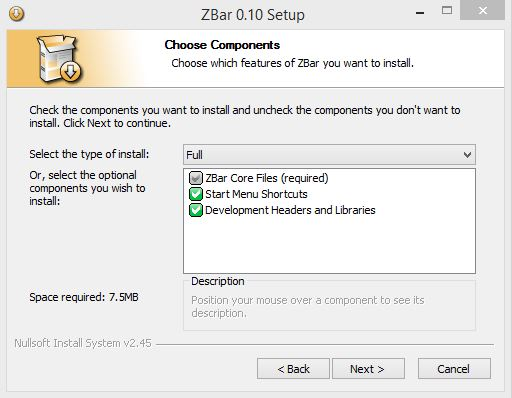 ZBar 0.10 Setup
Choose Components
Choose which features of ZBar you want to install.
Check the components you want to install and uncheck the components you don't want to
install. Click Next to continue.
Select the type of install:
Full
Or, select the optional
components you wish to
install:
ZBar Core Files (required)
Start Menu Shortcuts
Development Headers and Libraries
Description
Position your mouse over a component to see its
description.
Space required: 7.5MB
Nullsoft Install System v2.45
< Back
Next >
Cancel